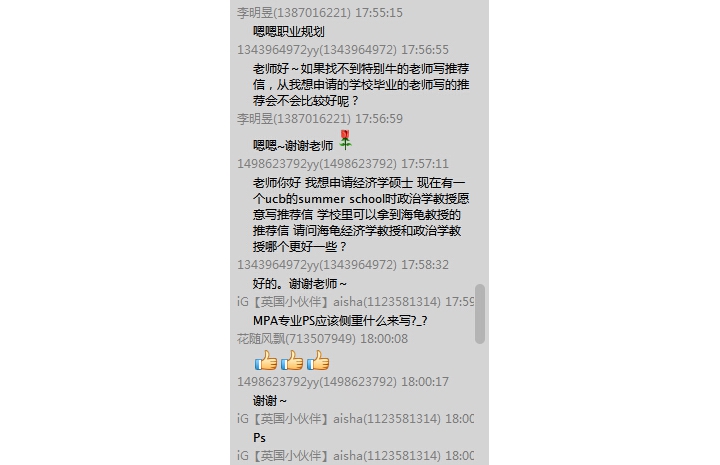 李明昱(1387016221) 17:55:15
嗯嗯职业规划
1343964972yy(1343964972) 17:56:55
老师好～如果找不到特别牛的老师写推荐
信，从我想申请的学校毕业的老师写的推
荐会不会比较好呢？
李明昱(1387016221) 17:56:59
嗯嗯~谢谢老师
1498623792yy(1498623792) 17:57:11
老师你好 我想申请经济学硕士 现在有一
个ucb的summer school时政治学教授愿
意写推荐信 学校里可以拿到海龟教授的
推荐信 请问海龟经济学教授和政治学教
授哪个更好一些？
1343964972yy(1343964972) 17:58:32
好的。谢谢老师～
iG【英国小伙伴】aisha(1123581314) 17:59
MPA专业PS应该侧重什么来写?_?
花随风飘(713507949) 18:00:08
1498623792yy(1498623792) 18:00:17
谢谢～
iG【英国小伙伴】aisha(1123581314) 18:00
Ps
iG【英国小伙伴】aisha(1123581314) 18:00